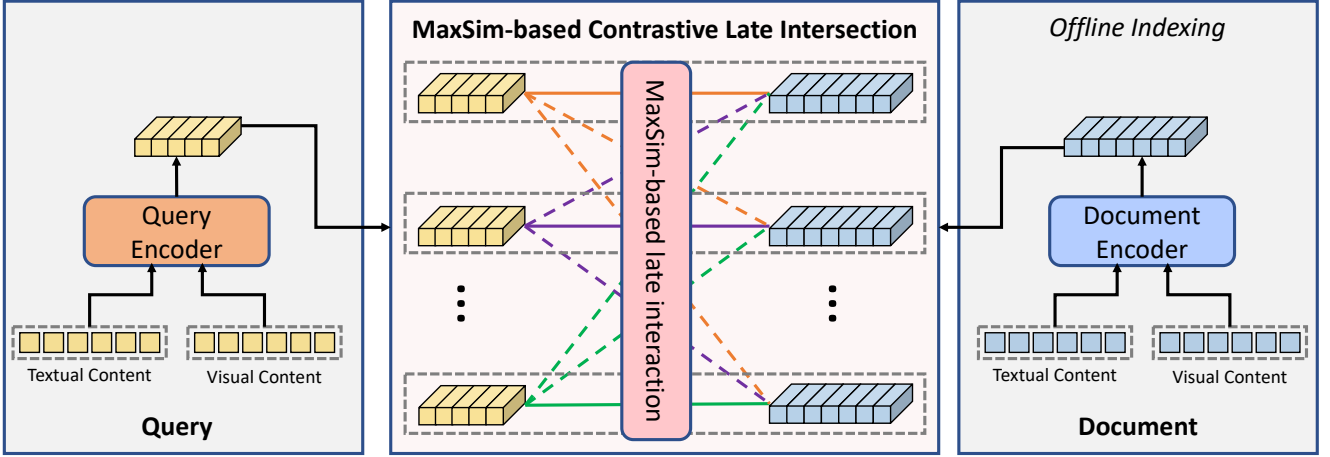 Query
Encoder
Textual Content
Visual Content
Query
MaxSim-based Contrastive Late Intersection
MaxSim-based late interaction
Offline Indexing
Document
Encoder
Textual Content
Visual Content
Document